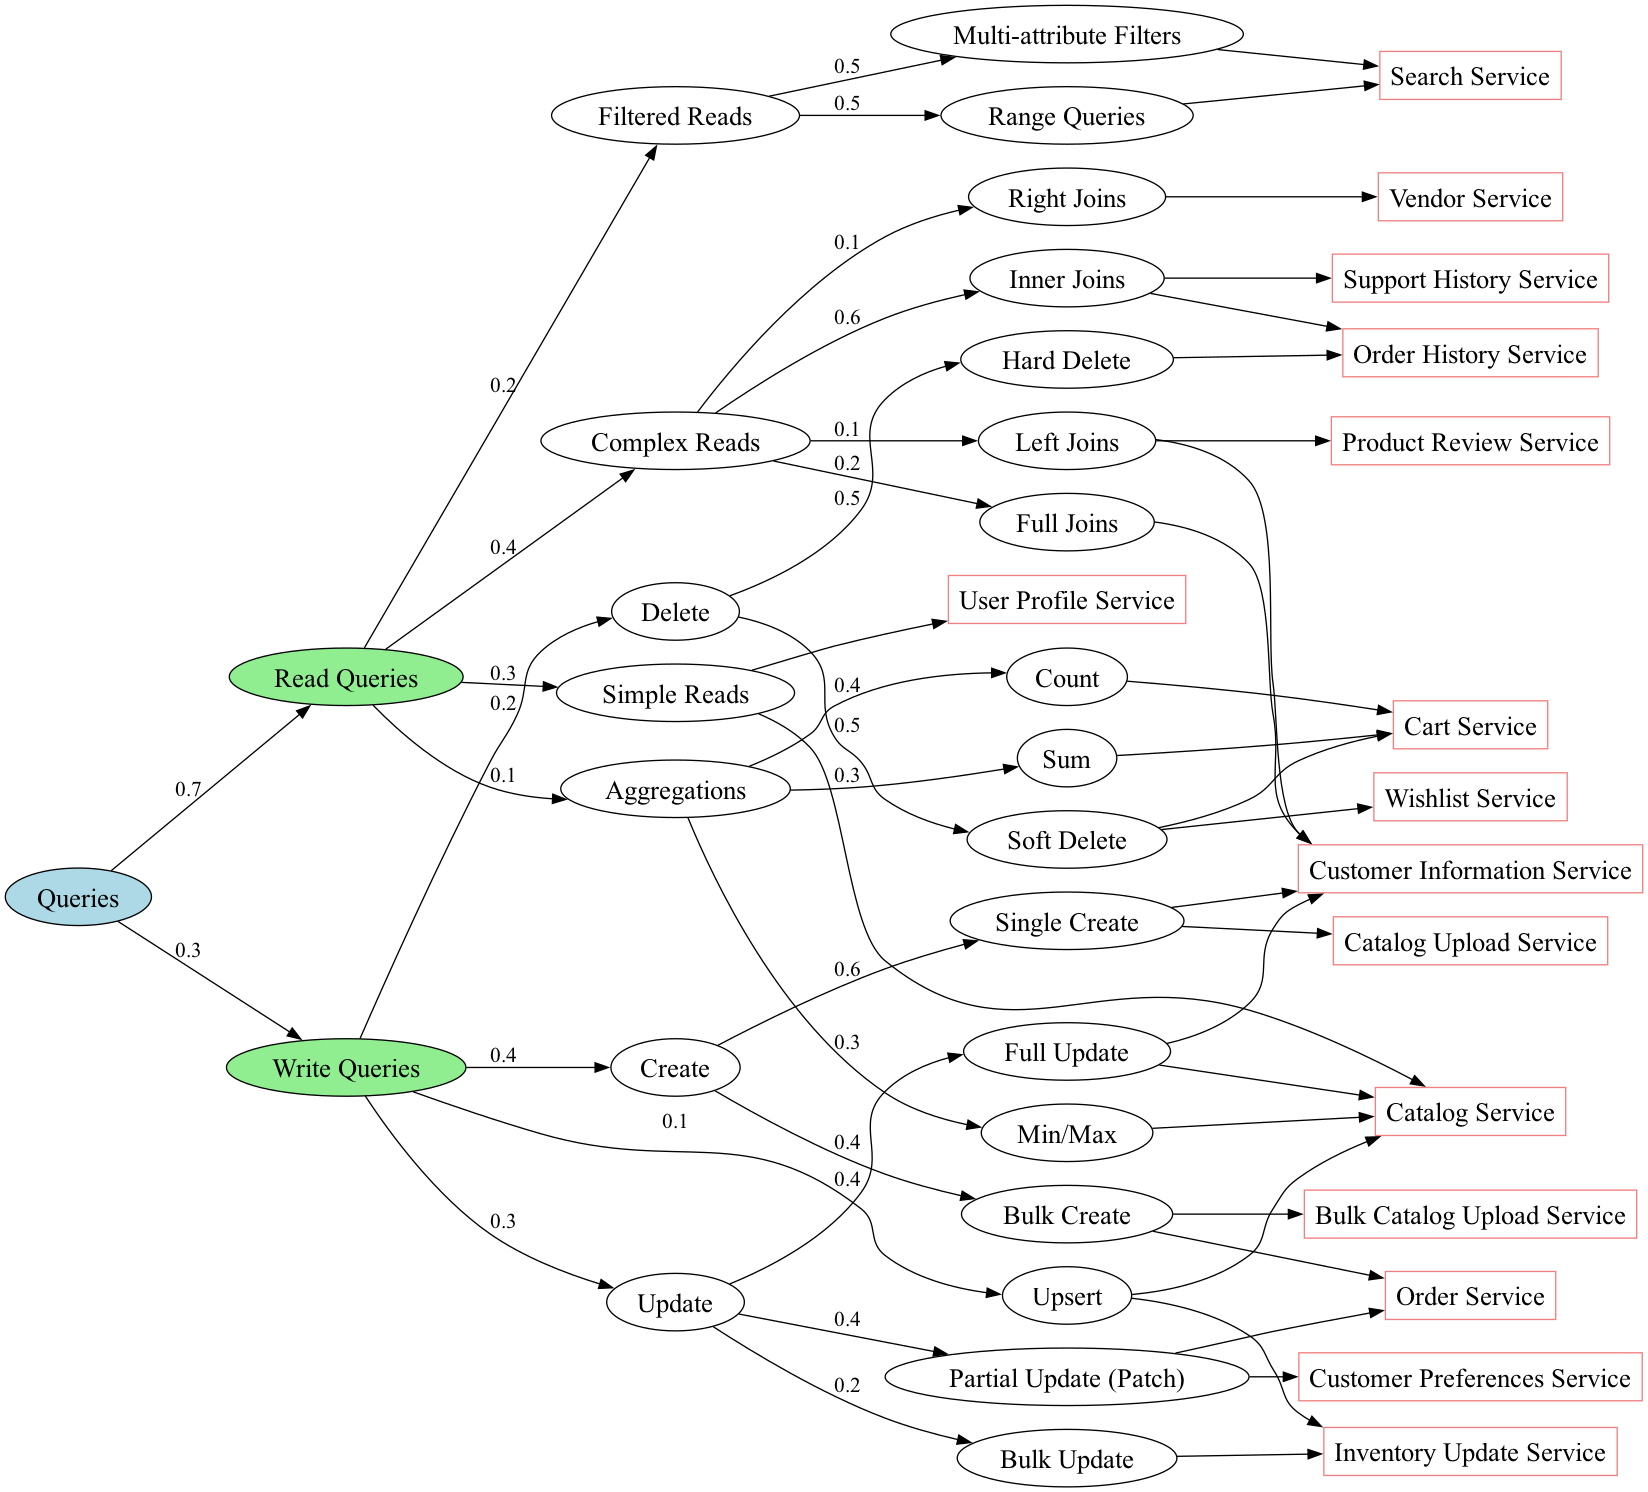 Multi-attribute Filters
0.5
Search Service
Filtered Reads
0.5
Range Queries
Right Joins
Vendor Service
0.1
Inner Joins
Support History Service
0.6
Order History Service
Hard Delete
0.2
Complex Reads
0.1
Left Joins
Product Review Service
0.2
0.5
Full Joins
0.4
User Profile Service
Delete
Read Queries
0.3
Simple Reads
0.4
Count
0.2
0.5
Cart Service
0.7
0.1
Aggregations
0.3
Sum
Wishlist Service
Soft Delete
Customer Information Service
Queries
Single Create
Catalog Upload Service
0.3
0.6
0.3
Full Update
Write Queries
0.4
Create
Catalog Service
0.1
Min/Max
0.4
0.4
Bulk Create
Bulk Catalog Upload Service
0.3
Update
Upsert
Order Service
0.4
Partial Update (Patch)
Customer Preferences Service
0.2
Bulk Update
Inventory Update Service